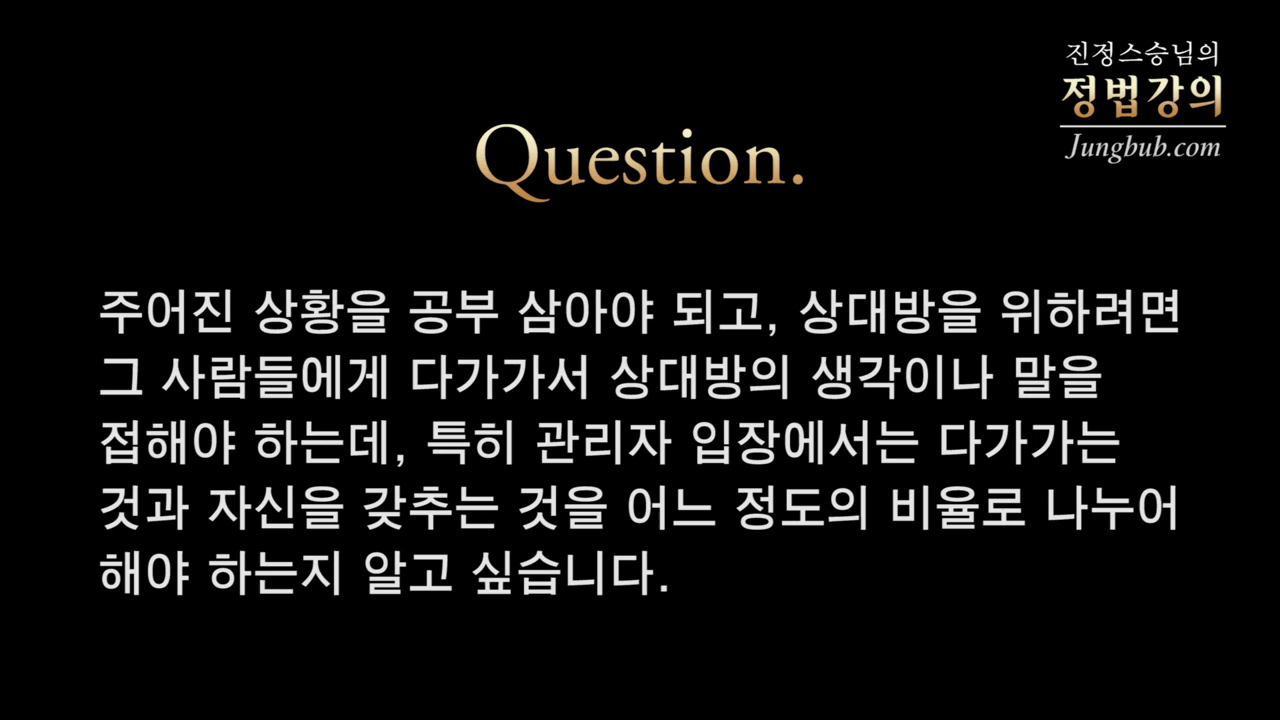 진정스승님의
정법강의
Jungbub.com
Question.
주어진 상황을 공부 삼아야 되고, 상대방을 위하려면
그 사람들에게 다가가서 상대방의 생각이나 말을
접해야 하는데, 특히 관리자 입장에서는 다가가는
것과 자신을 갖추는 것을 어느 정도의 비율로 나누어
해야 하는지 알고 싶습니다.